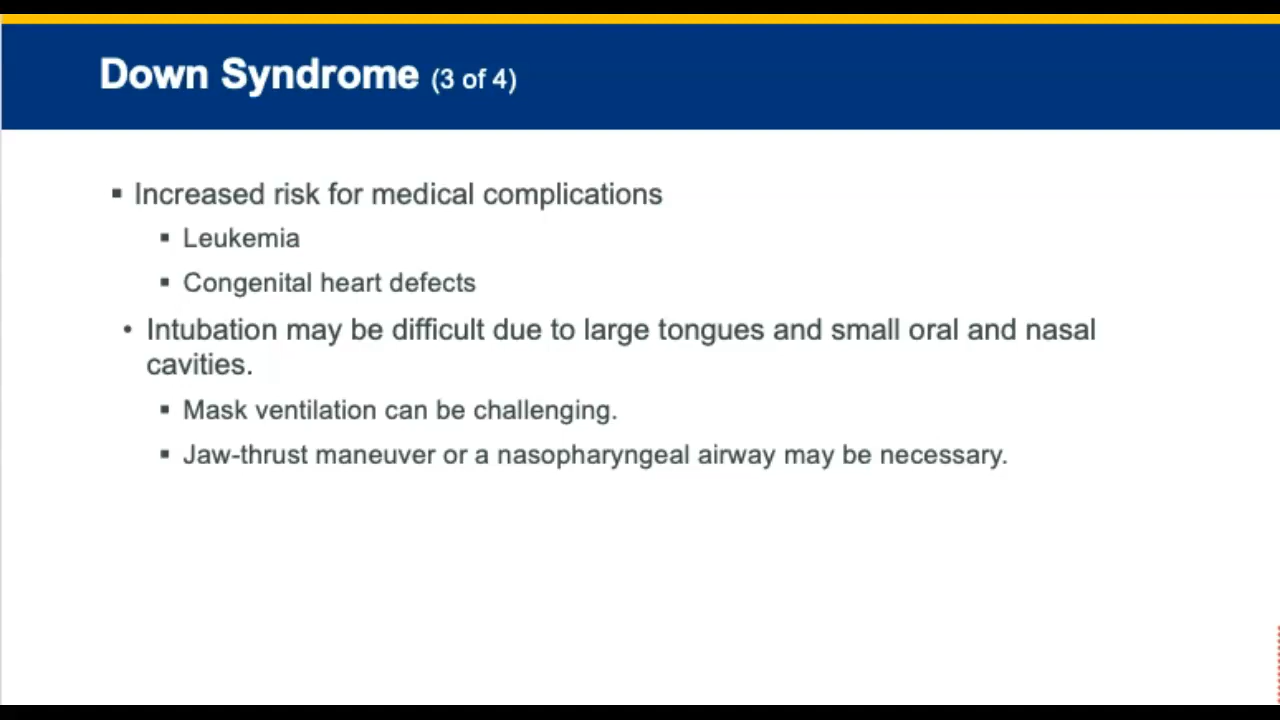 Down Syndrome (3 of 4)
▪ Increased risk for medical complications
▪ Leukemia
▪ Congenital heart defects
• Intubation may be difficult due to large tongues and small oral and nasal
cavities.
▪ Mask ventilation can be challenging.
▪ Jaw-thrust maneuver or a nasopharyngeal airway may be necessary.